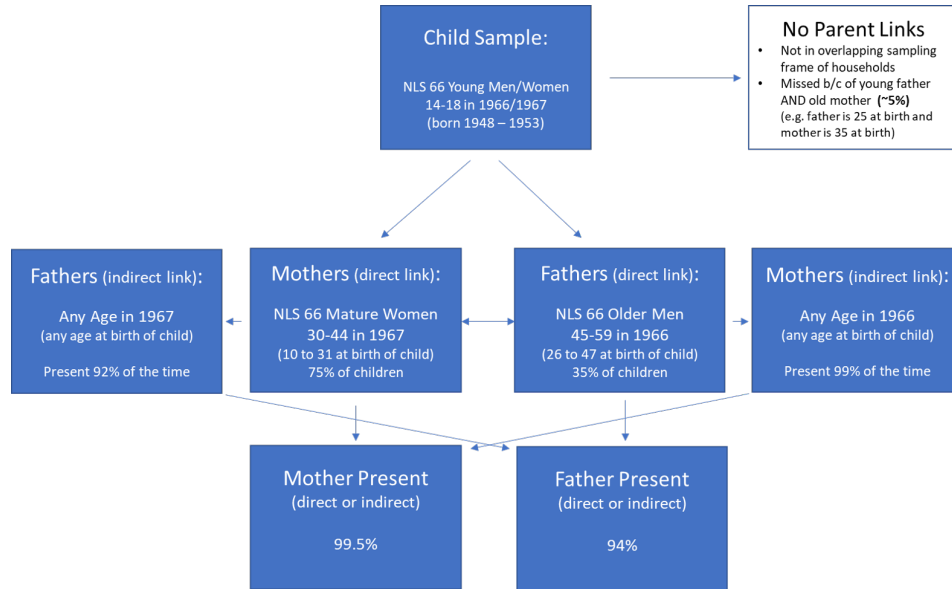 Child Sample:
NLS 66 Young Men/Women
14-18 in 1966/1967
(born 1948 – 1953)
No Parent Links
• Not in overlapping sampling
frame of households
• Missed b/c of young father
AND old mother (~5%)
(e.g. father is 25 at birth and
mother is 35 at birth)
Fathers (indirect link):
Any Age in 1967
(any age at birth of child)
Present 92% of the time
Mothers (direct link):
NLS 66 Mature Women
30-44 in 1967
(10 to 31 at birth of child)
75% of children
Fathers (direct link):
NLS 66 Older Men
45-59 in 1966
(26 to 47 at birth of child)
35% of children
Mothers (indirect link):
Any Age in 1966
(any age at birth of child)
Present 99% of the time
Mother Present
(direct or indirect)
99.5%
Father Present
(direct or indirect)
94%